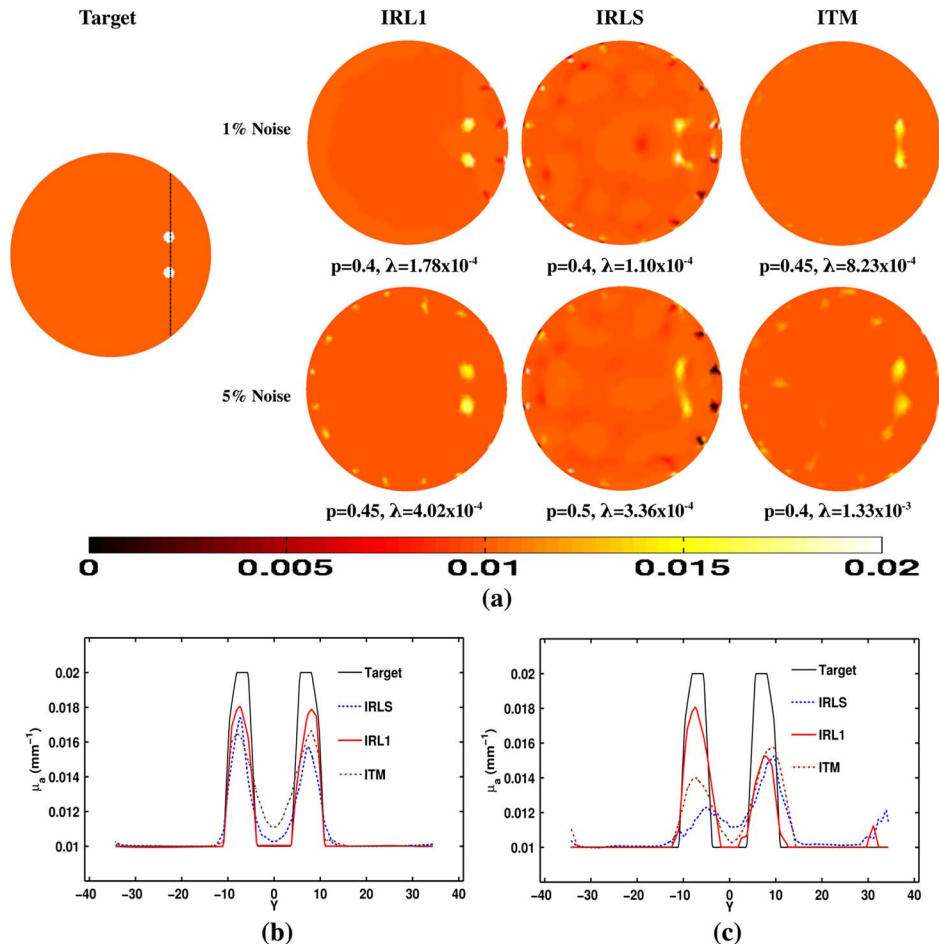 Target IRL1 IRLS ITM
1% Noise
p=0.4, λ=1.78x10⁻⁴ p=0.4, λ=1.10x10⁻⁴ p=0.45, λ=8.23x10⁻⁴
5% Noise
p=0.45, λ=4.02x10⁻⁴ p=0.5, λ=3.36x10⁻⁴ p=0.4, λ=1.33x10⁻³
0 0.005 0.01 0.015 0.02
(a)
0.02
0.018
0.016
0.014
0.012
0.01
μa (mm⁻¹)
Target
IRLS
IRL1
ITM
−40 −30 −20 −10 0 10 20 30 40
Y
(b)
0.02
0.018
0.016
0.014
0.012
0.01
μa (mm⁻¹)
Target
IRLS
IRL1
ITM
−40 −30 −20 −10 0 10 20 30 40
Y
(c)